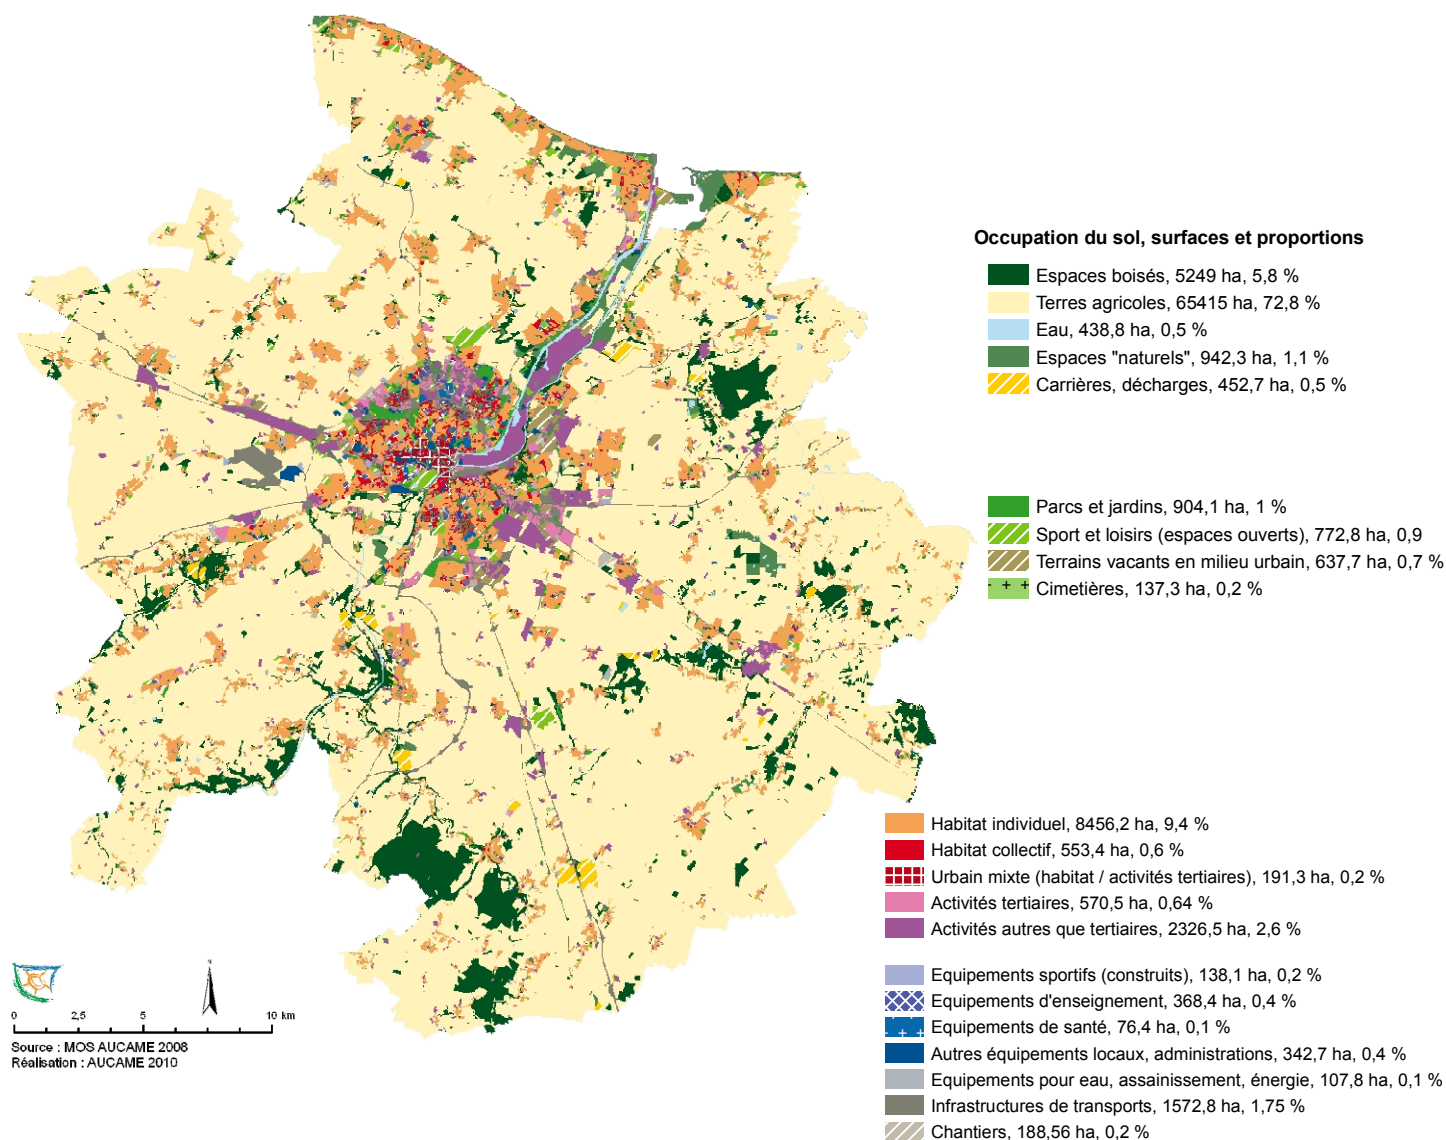 Occupation du sol, surfaces et proportions
Espaces boisés, 5249 ha, 5,8 %
Terres agricoles, 65415 ha, 72,8 %
Eau, 438,8 ha, 0,5 %
Espaces "naturels", 942,3 ha, 1,1 %
Carrières, décharges, 452,7 ha, 0,5 %
Parcs et jardins, 904,1 ha, 1 %
Sport et loisirs (espaces ouverts), 772,8 ha, 0,9
Terrains vacants en milieu urbain, 637,7 ha, 0,7 %
Cimetières, 137,3 ha, 0,2 %
Habitat individuel, 8456,2 ha, 9,4 %
Habitat collectif, 553,4 ha, 0,6 %
Urbain mixte (habitat / activités tertiaires), 191,3 ha, 0,2 %
Activités tertiaires, 570,5 ha, 0,64 %
Activités autres que tertiaires, 2326,5 ha, 2,6 %
Equipements sportifs (construits), 138,1 ha, 0,2 %
Equipements d'enseignement, 368,4 ha, 0,4 %
Equipements de santé, 76,4 ha, 0,1 %
Autres équipements locaux, administrations, 342,7 ha, 0,4 %
Equipements pour eau, assainissement, énergie, 107,8 ha, 0,1 %
Infrastructures de transports, 1572,8 ha, 1,75 %
Chantiers, 188,56 ha, 0,2 %
N
0 2,5 5 10 km
Source : MOS AUCAME 2008
Réalisation : AUCAME 2010